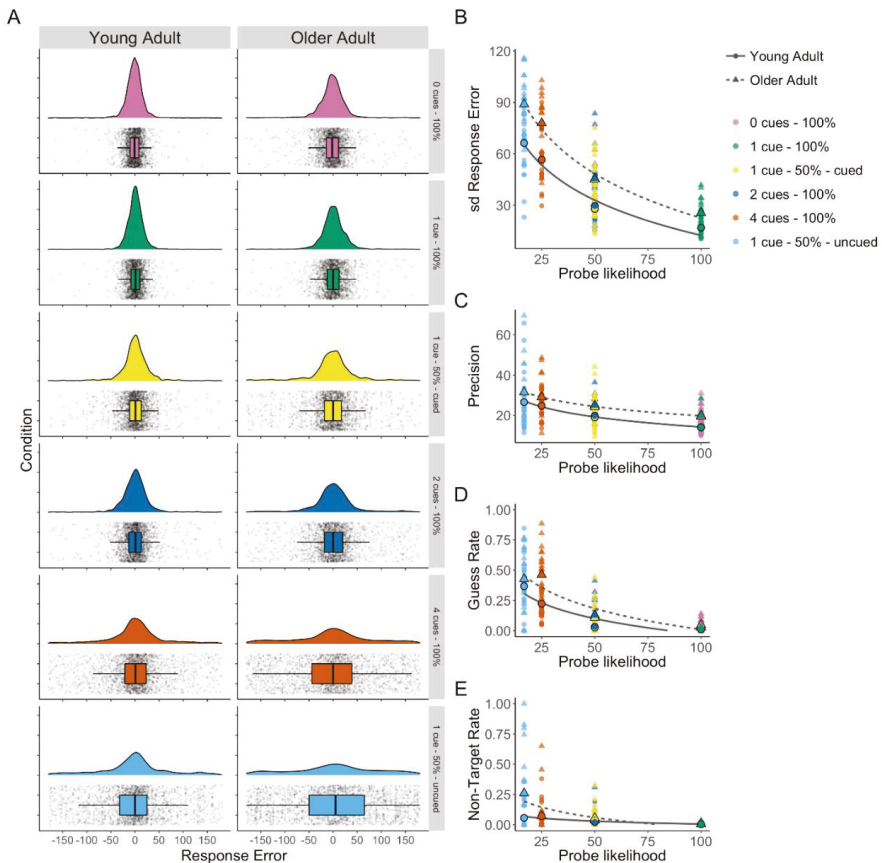 A
Young Adult
Older Adult
0 cues - 100%
1 cue - 100%
1 cue - 50% - cued
2 cues - 100%
4 cues - 100%
1 cue - 50% - uncued
Condition
-150 -100 -50 0 50 100 150
-150 -100 -50 0 50 100 150
Response Error
B
120
90
60
30
sd Response Error
25 50 75 100
Probe likelihood
Young Adult
Older Adult
0 cues - 100%
1 cue - 100%
1 cue - 50% - cued
2 cues - 100%
4 cues - 100%
1 cue - 50% - uncued
C
60
40
20
Precision
25 50 75 100
Probe likelihood
D
1.00
0.75
0.50
0.25
0.00
Guess Rate
25 50 75 100
Probe likelihood
E
1.00
0.75
0.50
0.25
0.00
Non-Target Rate
25 50 75 100
Probe likelihood